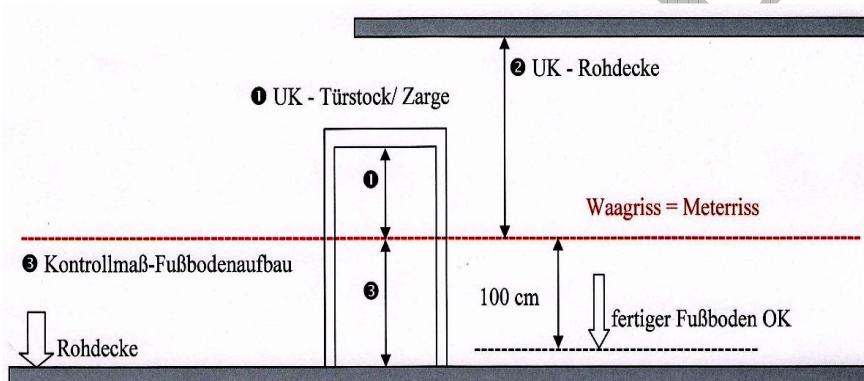 ❷ UK - Rohdecke
❶ UK - Türstock/ Zarge
❶
Waagriss = Meterriss
❸ Kontrollmaß-Fußbodenaufbau
❸
100 cm
fertiger Fußboden OK
Rohdecke